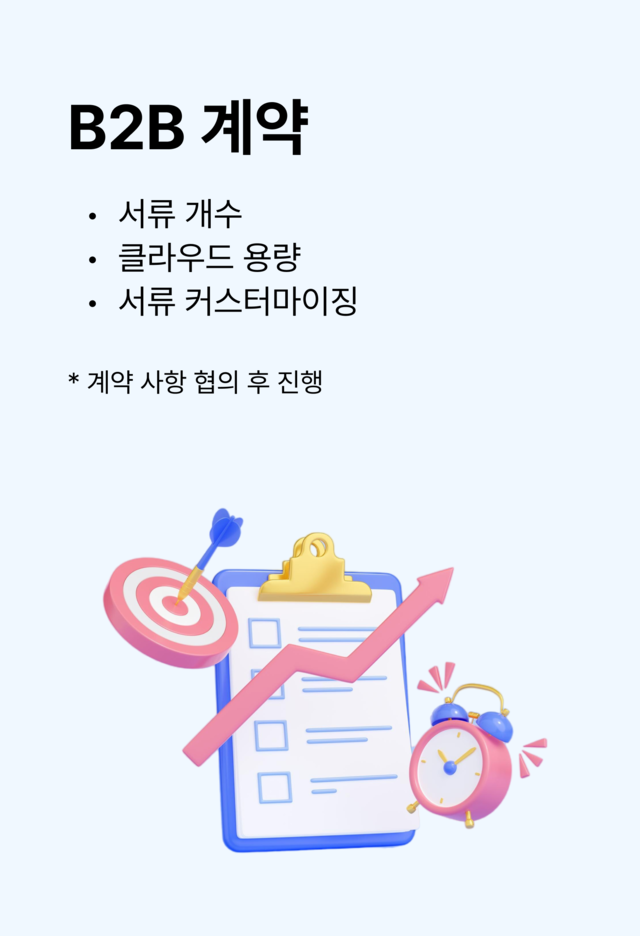 B2B 계약
• 서류 개수
• 클라우드 용량
• 서류 커스터마이징
* 계약 사항 협의 후 진행